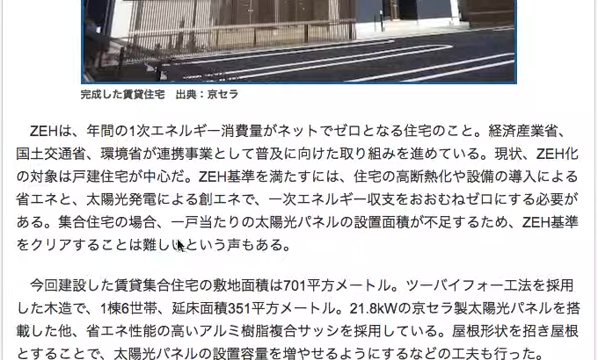 完成した賃貸住宅　出典：京セラ
ZEHは、年間の1次エネルギー消費量がネットでゼロとなる住宅のこと。経済産業省、
国土交通省、環境省が連携事業として普及に向けた取り組みを進めている。現状、ZEH化
の対象は戸建住宅が中心だ。ZEH基準を満たすには、住宅の高断熱化や設備の導入による
省エネと、太陽光発電による創エネで、一次エネルギー収支をおおむねゼロにする必要が
ある。集合住宅の場合、一戸当たりの太陽光パネルの設置面積が不足するため、ZEH基準
をクリアすることは難しいという声もある。
今回建設した賃貸集合住宅の敷地面積は701平方メートル。ツーバイフォー工法を採用
した木造で、1棟6世帯、延床面積351平方メートル。21.8kWの京セラ製太陽光パネルを搭
載した他、省エネ性能の高いアルミ樹脂複合サッシを採用している。屋根形状を招き屋根
とすることで、太陽光パネルの設置容量を増やせるようにするなどの工夫も行った。